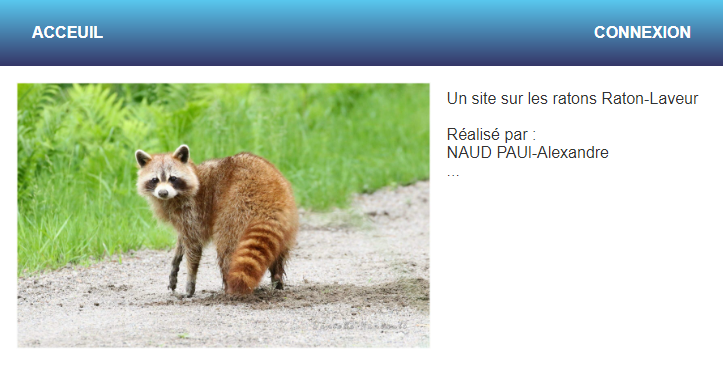 ACCEUIL
CONNEXION
Un site sur les ratons Raton-Laveur
Réalisé par :
NAUD PAUl-Alexandre
...